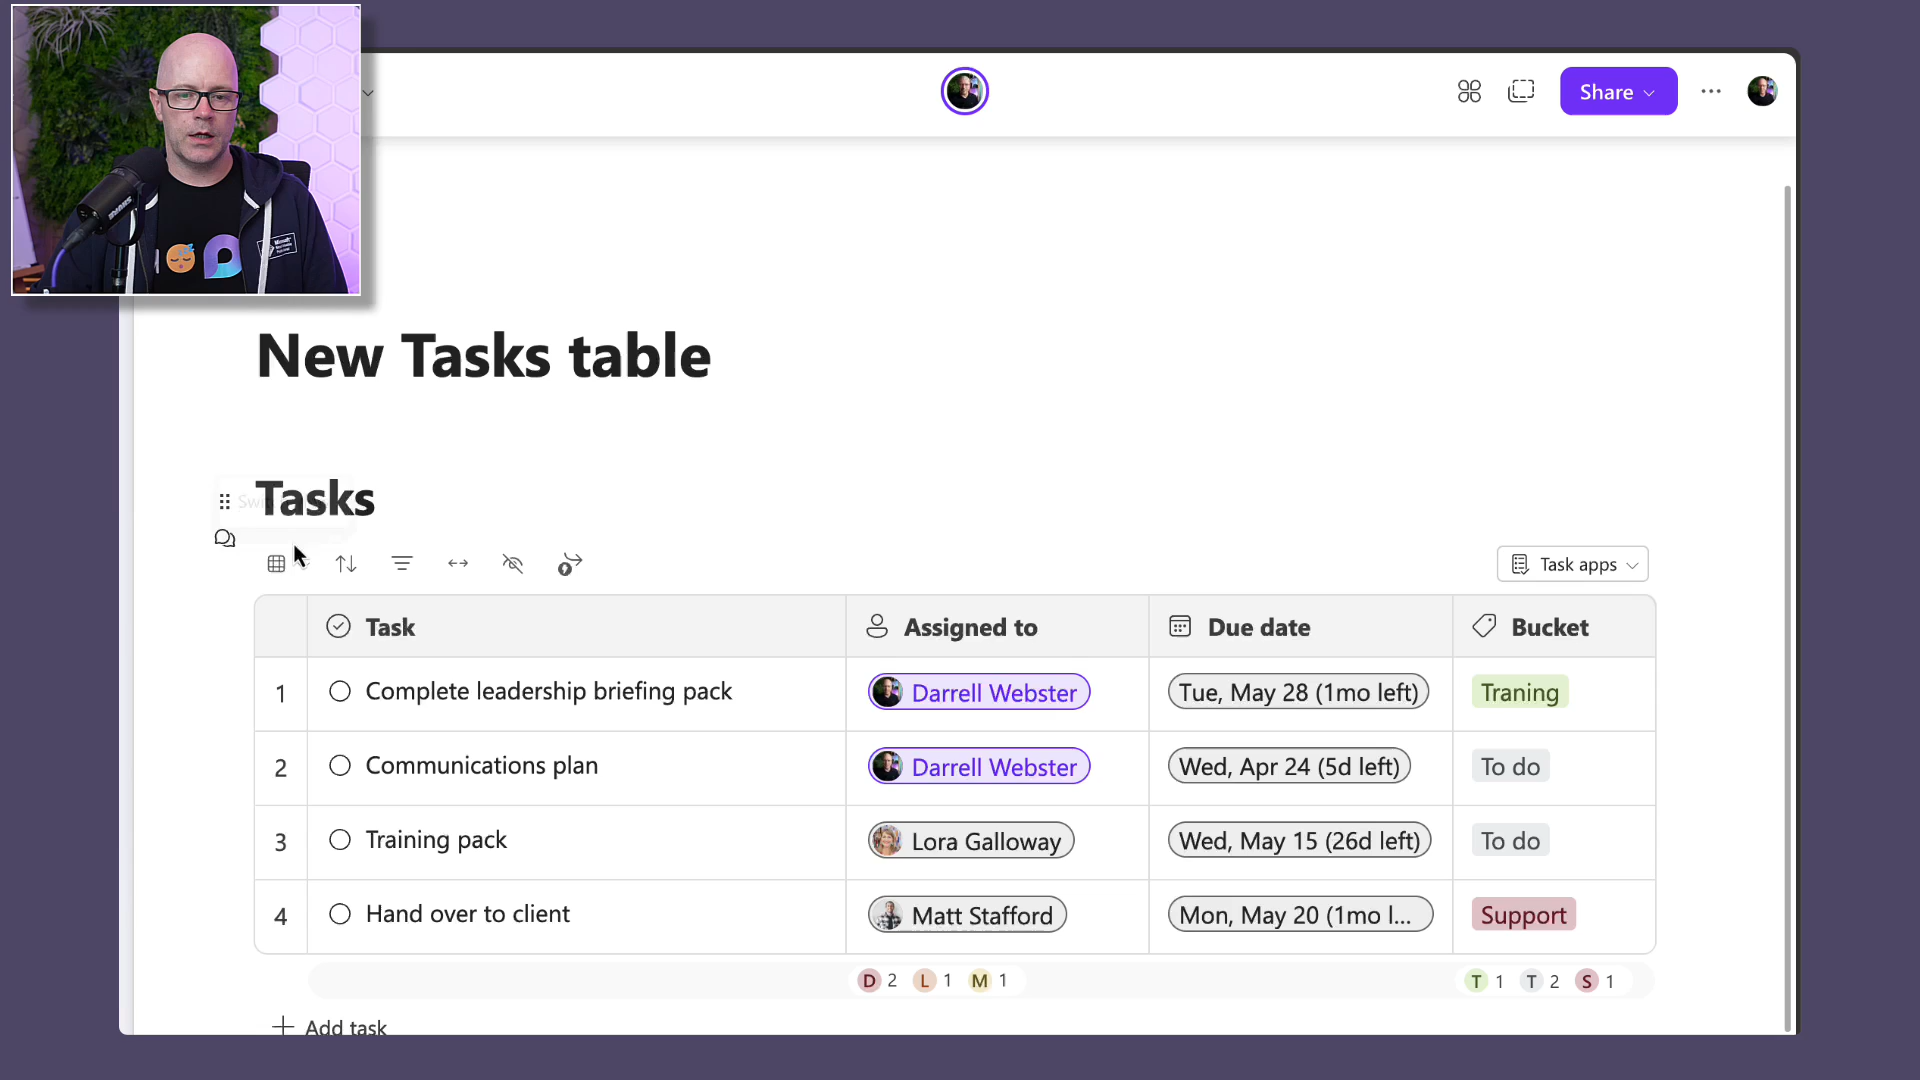 Share
New Tasks table
Tasks
Task apps
Task Assigned to Due date Bucket
1 Complete leadership briefing pack Darrell Webster Tue, May 28 (1mo left) Traning
2 Communications plan Darrell Webster Wed, Apr 24 (5d left) To do
3 Training pack Lora Galloway Wed, May 15 (26d left) To do
4 Hand over to client Matt Stafford Mon, May 20 (1mo l... Support
D 2 L 1 M 1 T 1 T 2 S 1
Add task